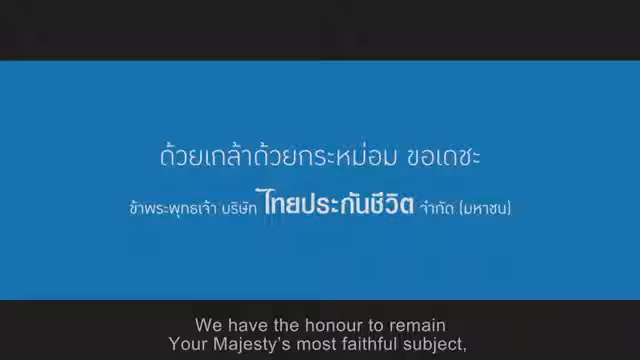 ด้วยเกล้าด้วยกระหม่อม ขอเดชะ
ข้าพระพุทธเจ้า บริษัท ไทยประกันชีวิต จำกัด (มหาชน)
We have the honour to remain
Your Majesty's most faithful subject,